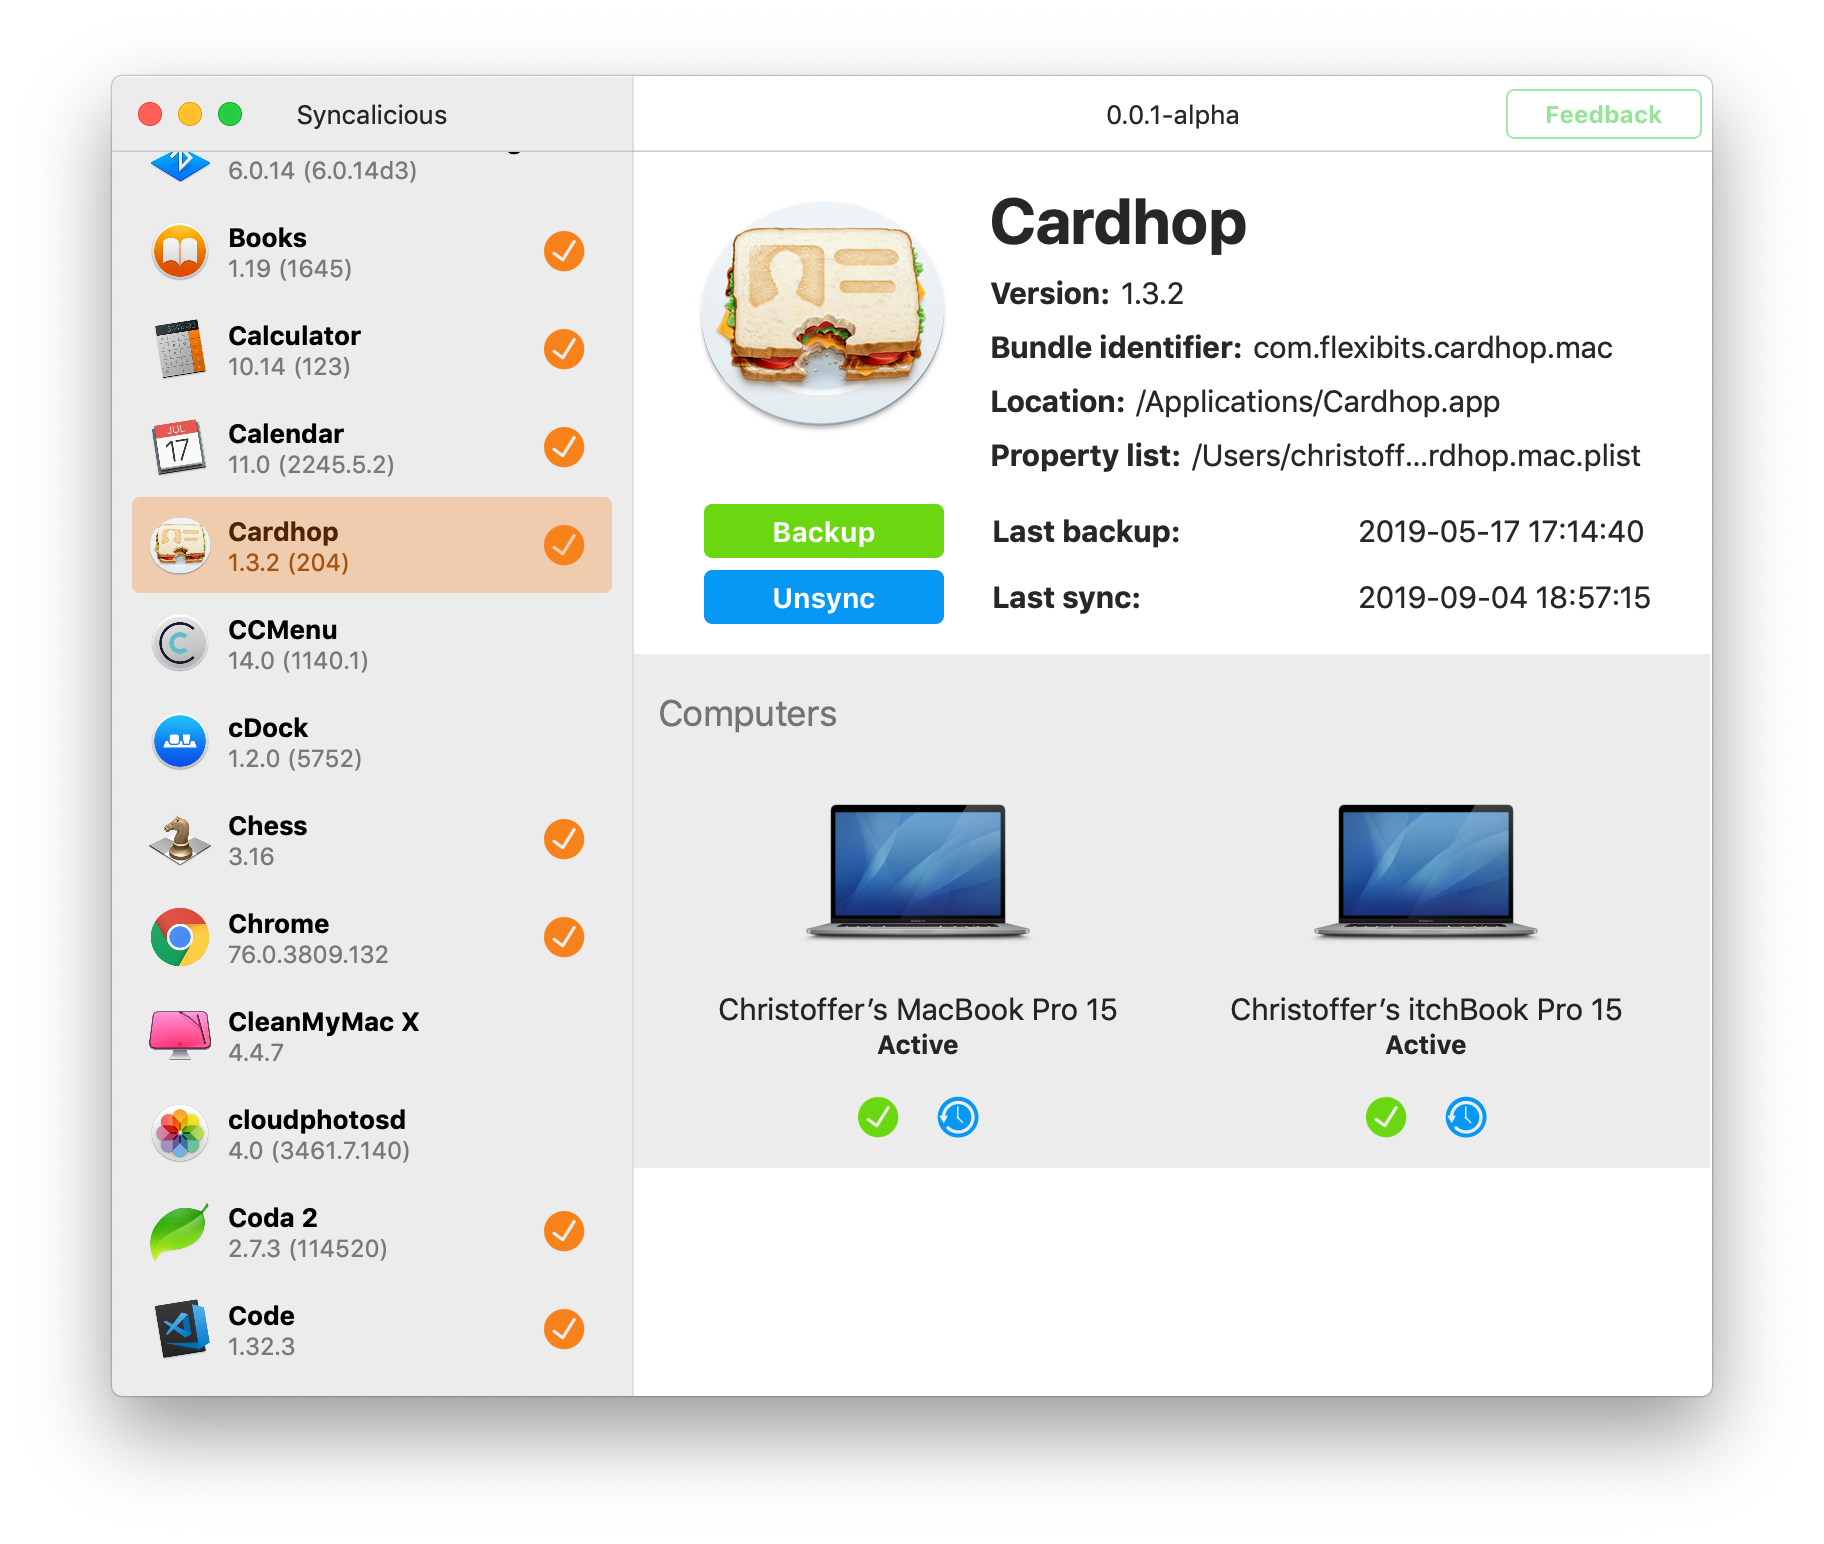 Syncalicious
0.0.1-alpha
Feedback
6.0.14 (6.0.14d3)
Books
1.19 (1645)
Calculator
10.14 (123)
JUL
17
Calendar
11.0 (2245.5.2)
Cardhop
1.3.2 (204)
CCMenu
14.0 (1140.1)
cDock
1.2.0 (5752)
Chess
3.16
Chrome
76.0.3809.132
CleanMyMac X
4.4.7
cloudphotosd
4.0 (3461.7.140)
Coda 2
2.7.3 (114520)
Code
1.32.3
Cardhop
Version: 1.3.2
Bundle identifier: com.flexibits.cardhop.mac
Location: /Applications/Cardhop.app
Property list: /Users/christoff...rdhop.mac.plist
Backup
Last backup: 2019-05-17 17:14:40
Unsync
Last sync: 2019-09-04 18:57:15
Computers
Christoffer’s MacBook Pro 15
Active
Christoffer’s itchBook Pro 15
Active